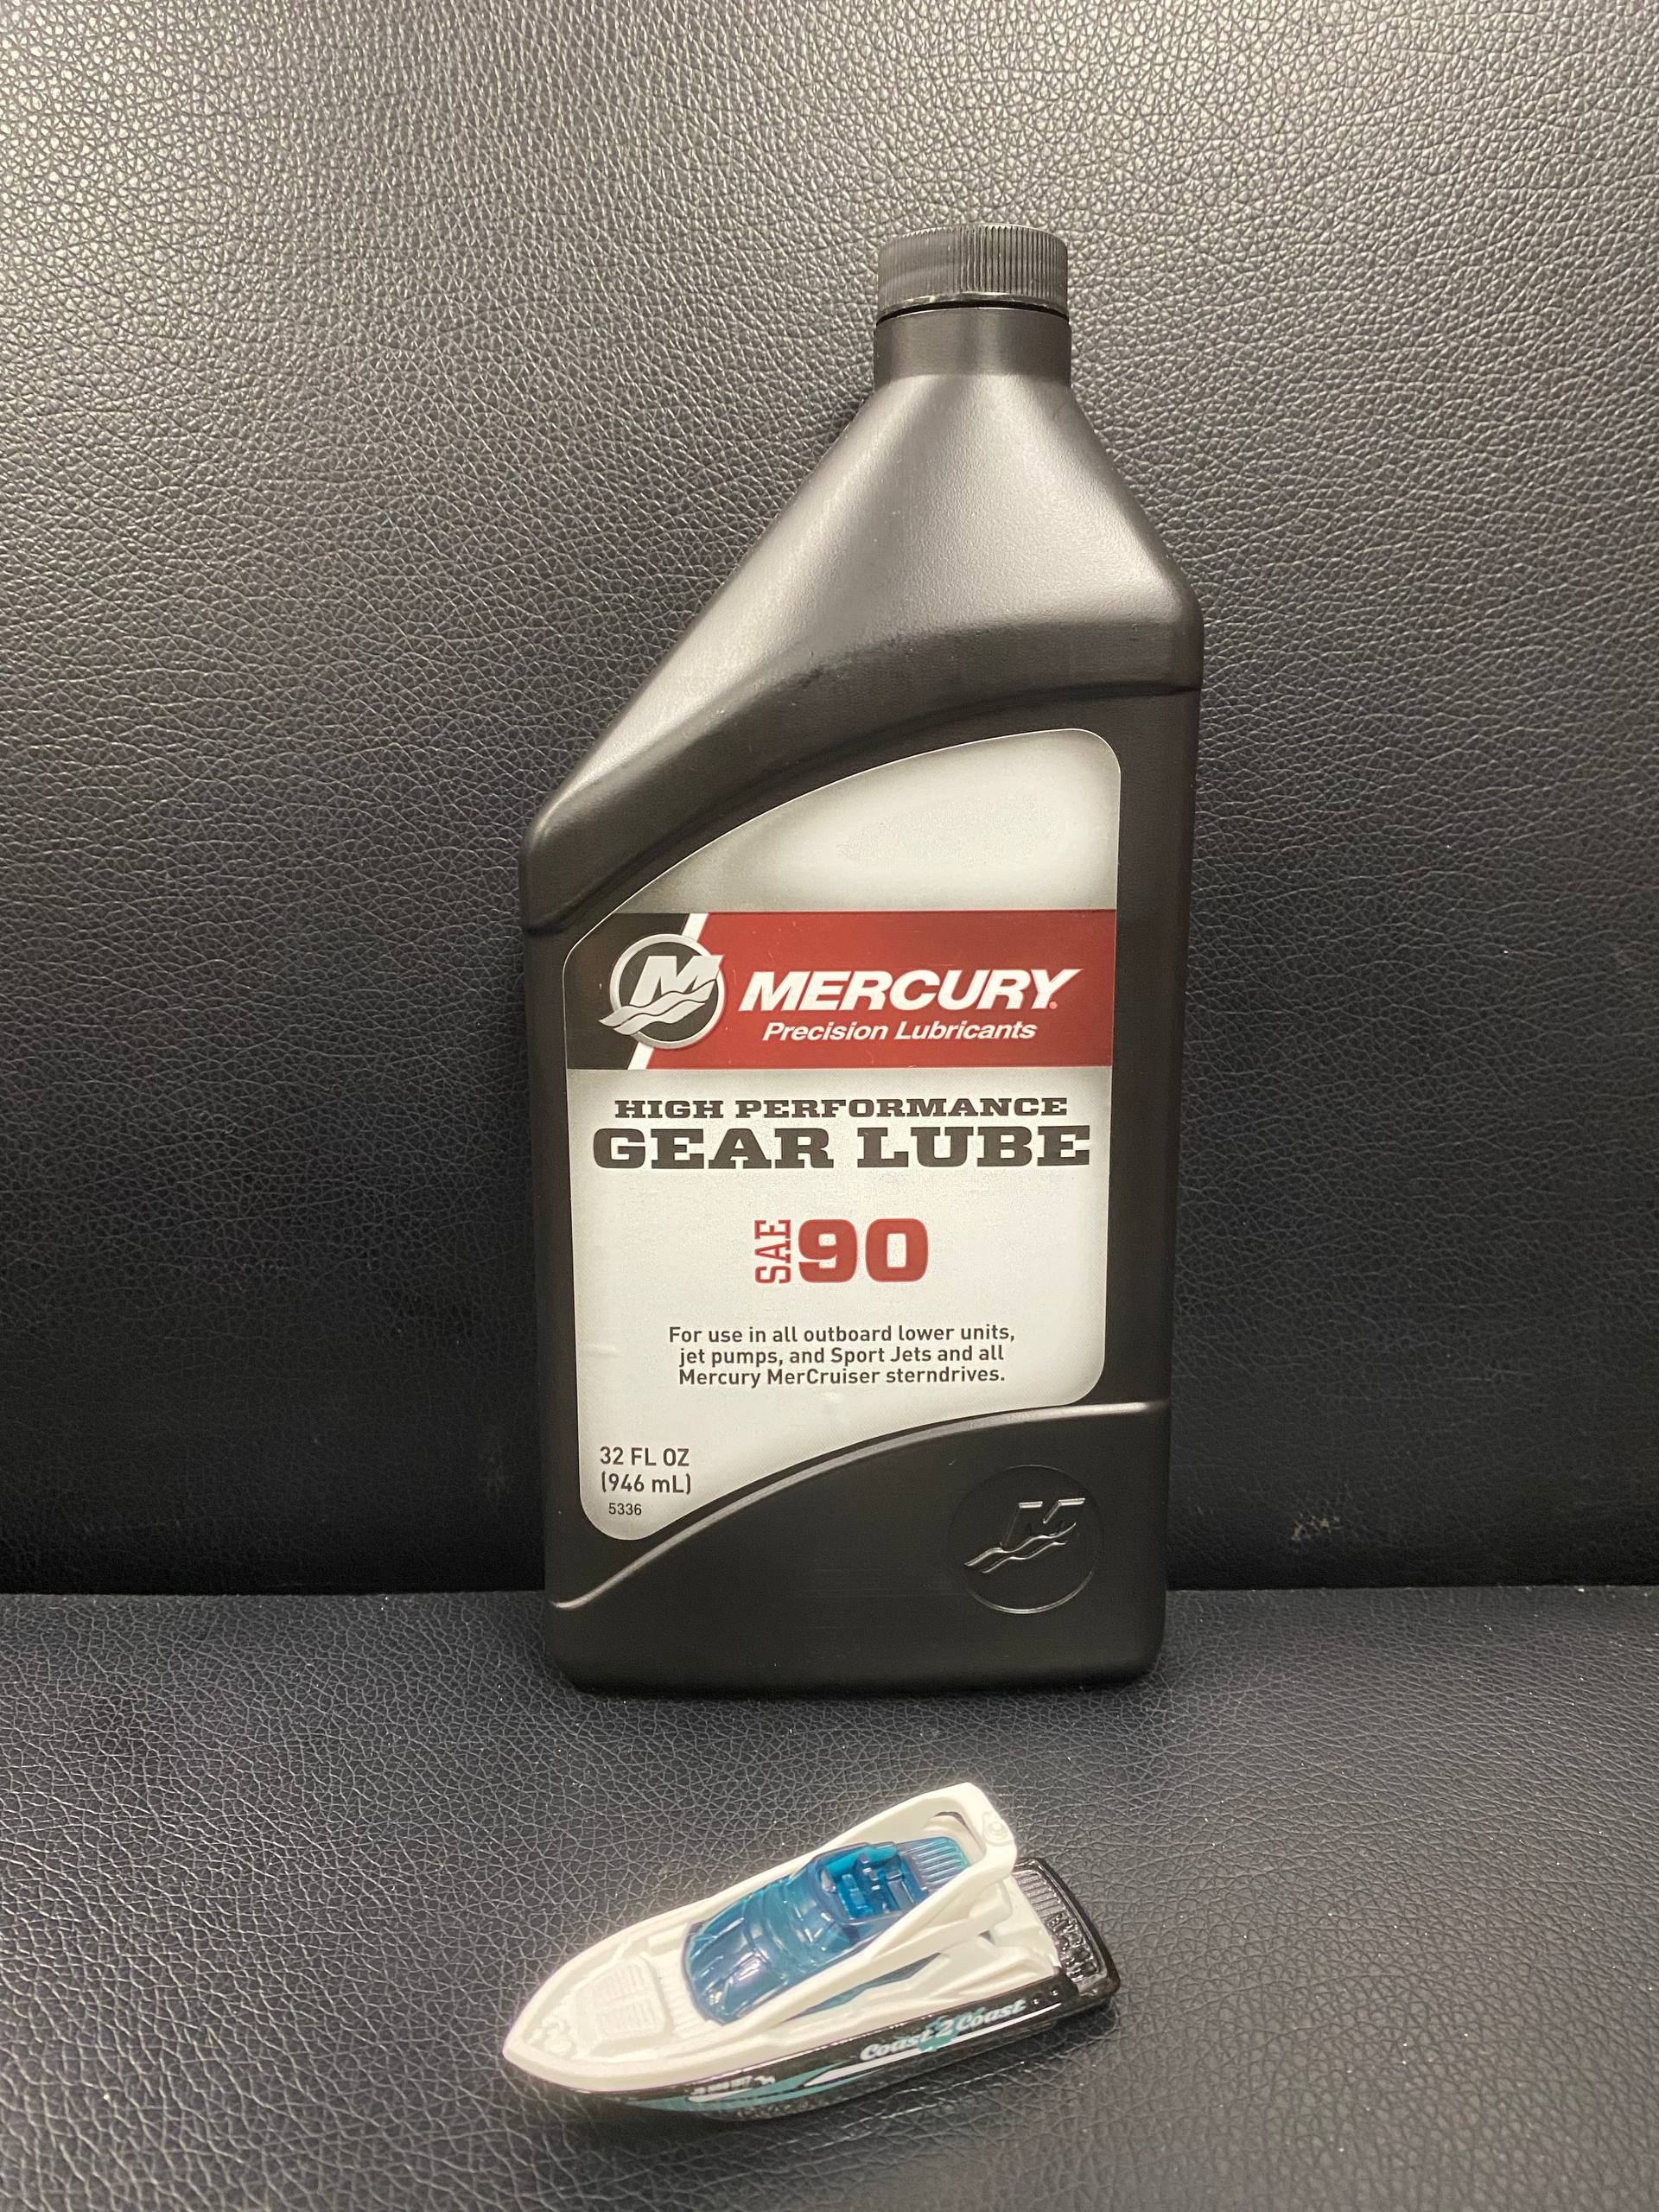 MERCURY
Precision Lubricants
HIGH PERFORMANCE
GEAR LUBE
SAE 90
For use in all outboard lower units,
jet pumps, and Sport Jets and all
Mercury MerCruiser sterndrives.
32 FL OZ
(946 mL)
5336
Coast 2 Coast